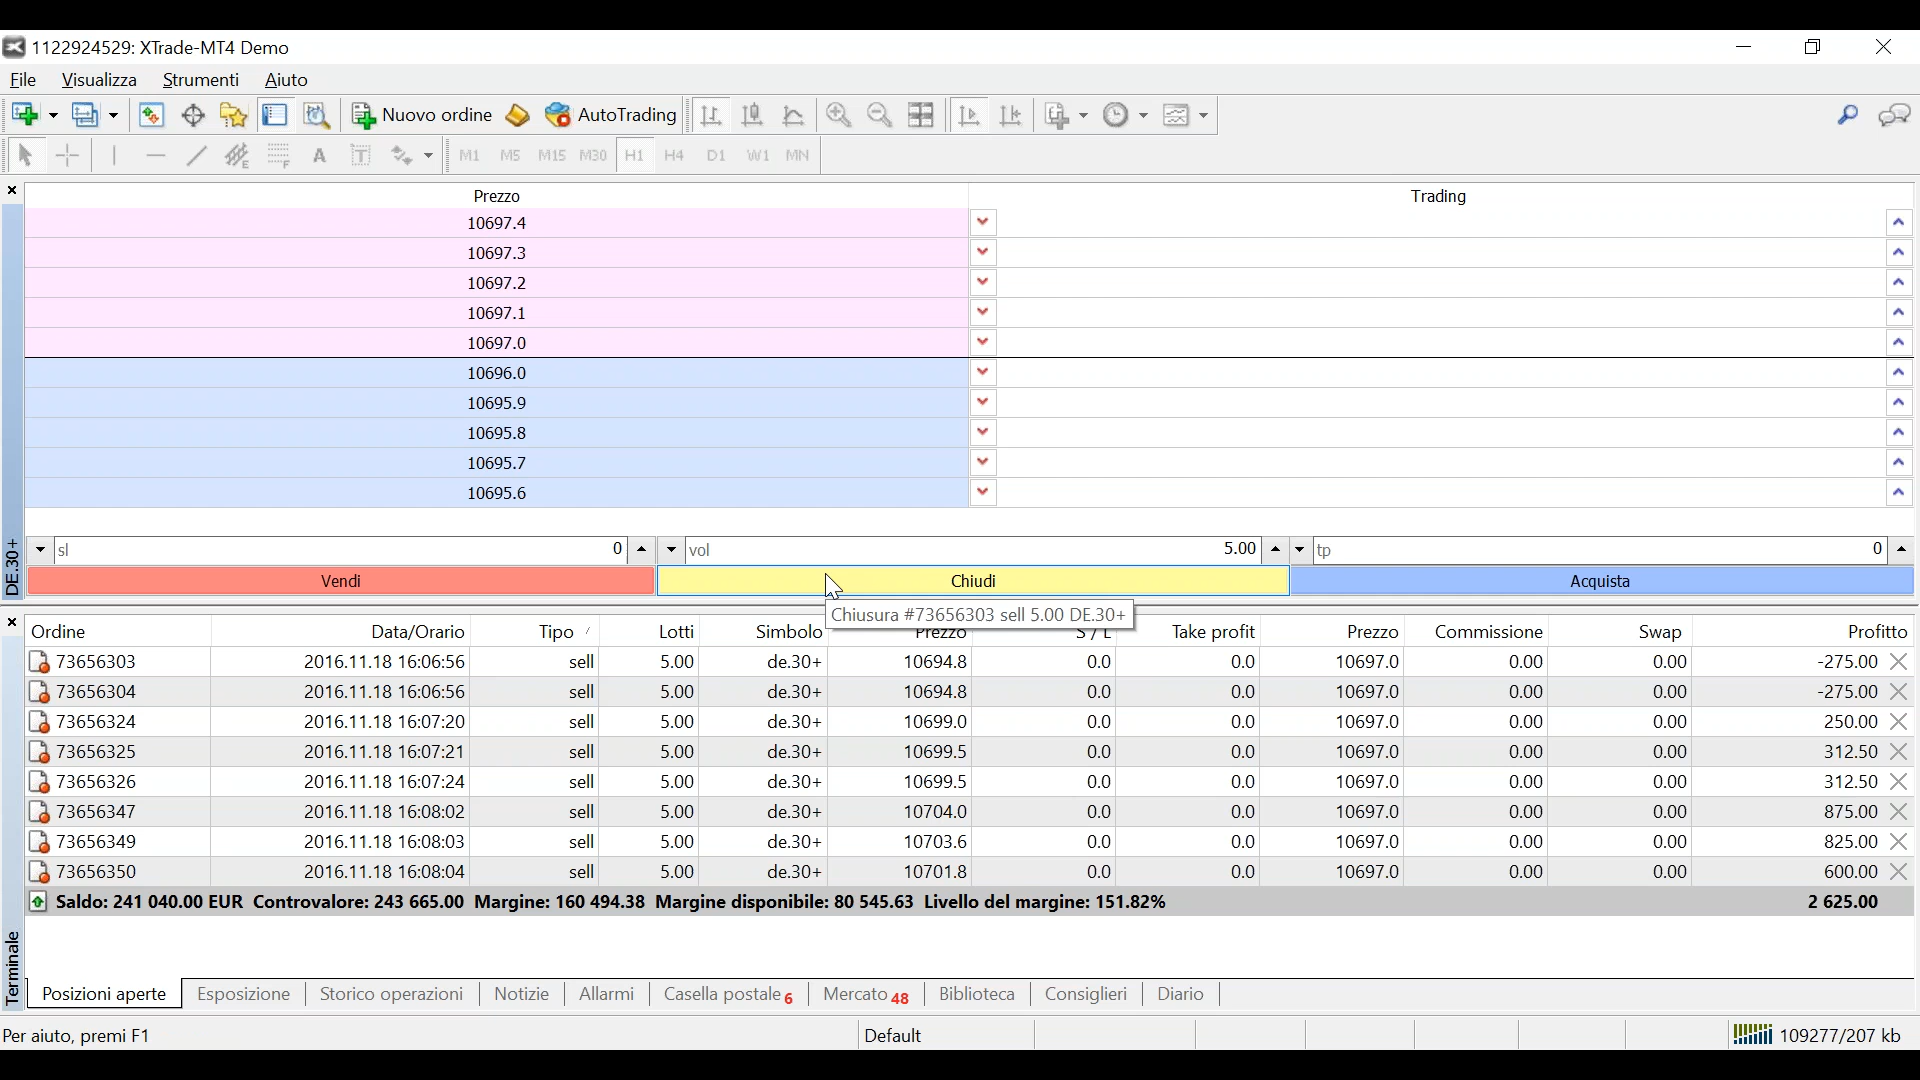 1122924529: XTrade-MT4 Demo
File Visualizza Strumenti Aiuto
Nuovo ordine AutoTrading
A T M1 M5 M15 M30 H1 H4 D1 W1 MN
Prezzo Trading
10697.4
10697.3
10697.2
10697.1
10697.0
10696.0
10695.9
10695.8
10695.7
10695.6
DE.30+
sl 0 vol 5.00 tp 0
Vendi Chiudi Acquista
Chiusura #73656303 sell 5.00 DE.30+
Ordine Data/Orario Tipo / Lotti Simbolo Prezzo S / L Take profit Prezzo Commissione Swap Profitto
73656303 2016.11.18 16:06:56 sell 5.00 de.30+ 10694.8 0.0 0.0 10697.0 0.00 0.00 -275.00
73656304 2016.11.18 16:06:56 sell 5.00 de.30+ 10694.8 0.0 0.0 10697.0 0.00 0.00 -275.00
73656324 2016.11.18 16:07:20 sell 5.00 de.30+ 10699.0 0.0 0.0 10697.0 0.00 0.00 250.00
73656325 2016.11.18 16:07:21 sell 5.00 de.30+ 10699.5 0.0 0.0 10697.0 0.00 0.00 312.50
73656326 2016.11.18 16:07:24 sell 5.00 de.30+ 10699.5 0.0 0.0 10697.0 0.00 0.00 312.50
73656347 2016.11.18 16:08:02 sell 5.00 de.30+ 10704.0 0.0 0.0 10697.0 0.00 0.00 875.00
73656349 2016.11.18 16:08:03 sell 5.00 de.30+ 10703.6 0.0 0.0 10697.0 0.00 0.00 825.00
73656350 2016.11.18 16:08:04 sell 5.00 de.30+ 10701.8 0.0 0.0 10697.0 0.00 0.00 600.00
Saldo: 241 040.00 EUR Controvalore: 243 665.00 Margine: 160 494.38 Margine disponibile: 80 545.63 Livello del margine: 151.82% 2 625.00
Terminale
Posizioni aperte Esposizione Storico operazioni Notizie Allarmi Casella postale 6 Mercato 48 Biblioteca Consiglieri Diario
Per aiuto, premi F1 Default 109277/207 kb